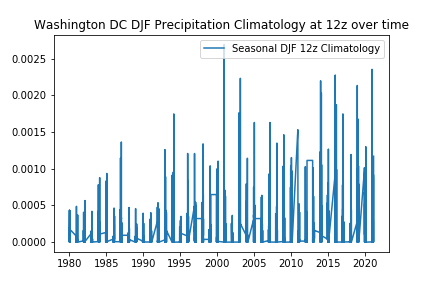 Washington DC DJF Precipitation Climatology at 12z over time
Seasonal DJF 12z Climatology
0.0025
0.0020
0.0015
0.0010
0.0005
0.0000
1980 1985 1990 1995 2000 2005 2010 2015 2020